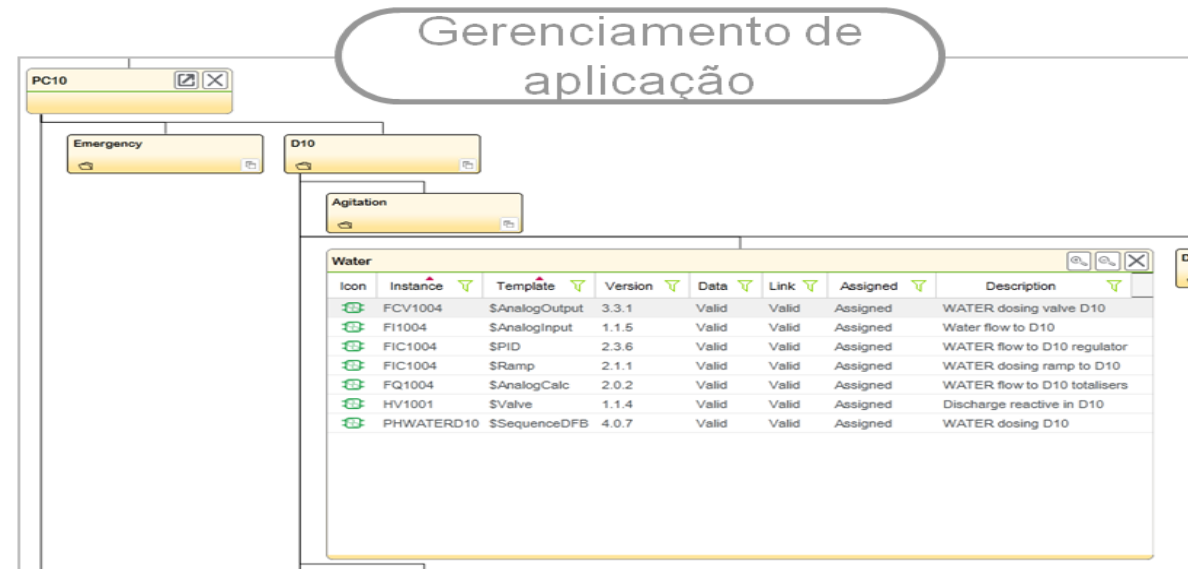 Gerenciamento de
aplicação
PC10
Emergency
D10
Agitation
Water
Icon Instance Template Version Data Link Assigned Description
FCV1004 $AnalogOutput 3.3.1 Valid Valid Assigned WATER dosing valve D10
FI1004 $AnalogInput 1.1.5 Valid Valid Assigned Water flow to D10
FIC1004 $PID 2.3.6 Valid Valid Assigned WATER flow to D10 regulator
FIC1004 $Ramp 2.1.1 Valid Valid Assigned WATER dosing ramp to D10
FQ1004 $AnalogCalc 2.0.2 Valid Valid Assigned WATER flow to D10 totalisers
HV1001 $Valve 1.1.4 Valid Valid Assigned Discharge reactive in D10
PHWATERD10 $SequenceDFB 4.0.7 Valid Valid Assigned WATER dosing D10